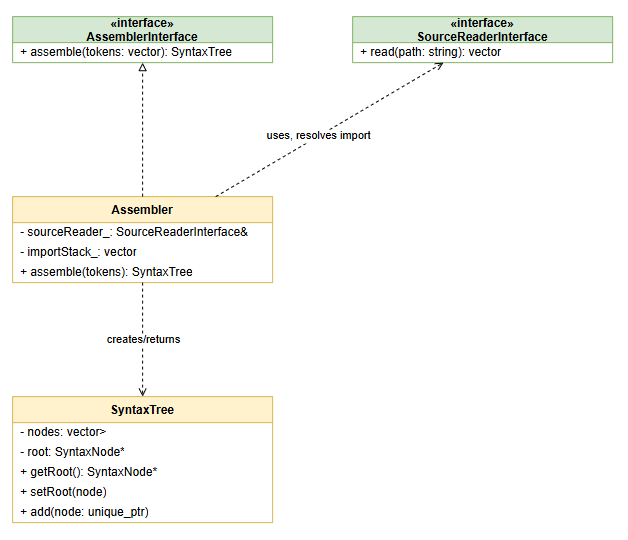 «interface»
AssemblerInterface
+ assemble(tokens: vector): SyntaxTree
«interface»
SourceReaderInterface
+ read(path: string): vector
uses, resolves import
Assembler
- sourceReader_: SourceReaderInterface&
- importStack_: vector
+ assemble(tokens): SyntaxTree
creates/returns
SyntaxTree
- nodes: vector>
- root: SyntaxNode*
+ getRoot(): SyntaxNode*
+ setRoot(node)
+ add(node: unique_ptr)